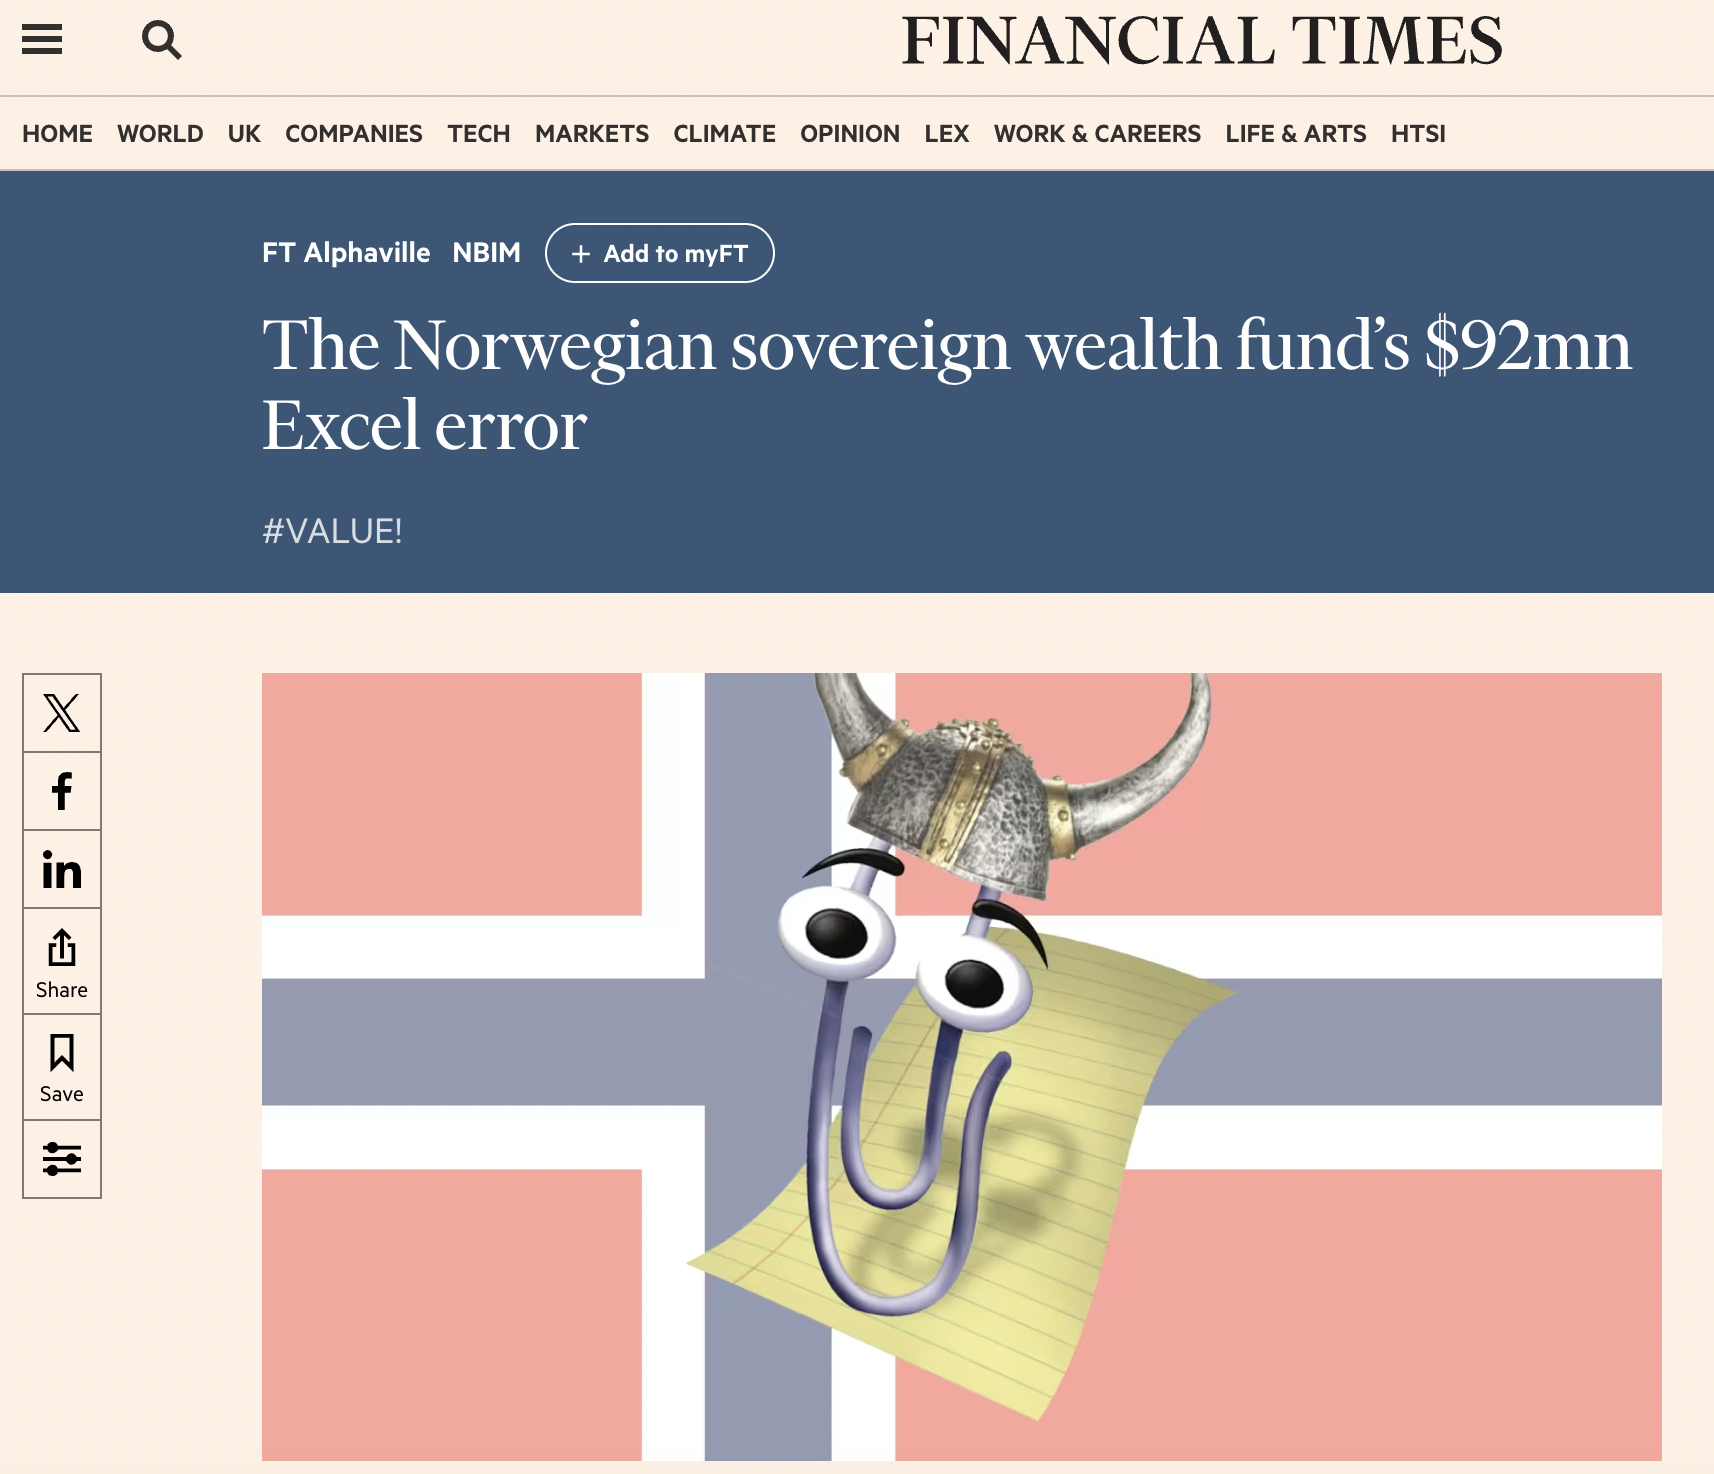 FINANCIAL TIMES
HOME WORLD UK COMPANIES TECH MARKETS CLIMATE OPINION LEX WORK & CAREERS LIFE & ARTS HTSI
FT Alphaville NBIM + Add to myFT
The Norwegian sovereign wealth fund’s $92mn
Excel error
#VALUE!
Share
Save